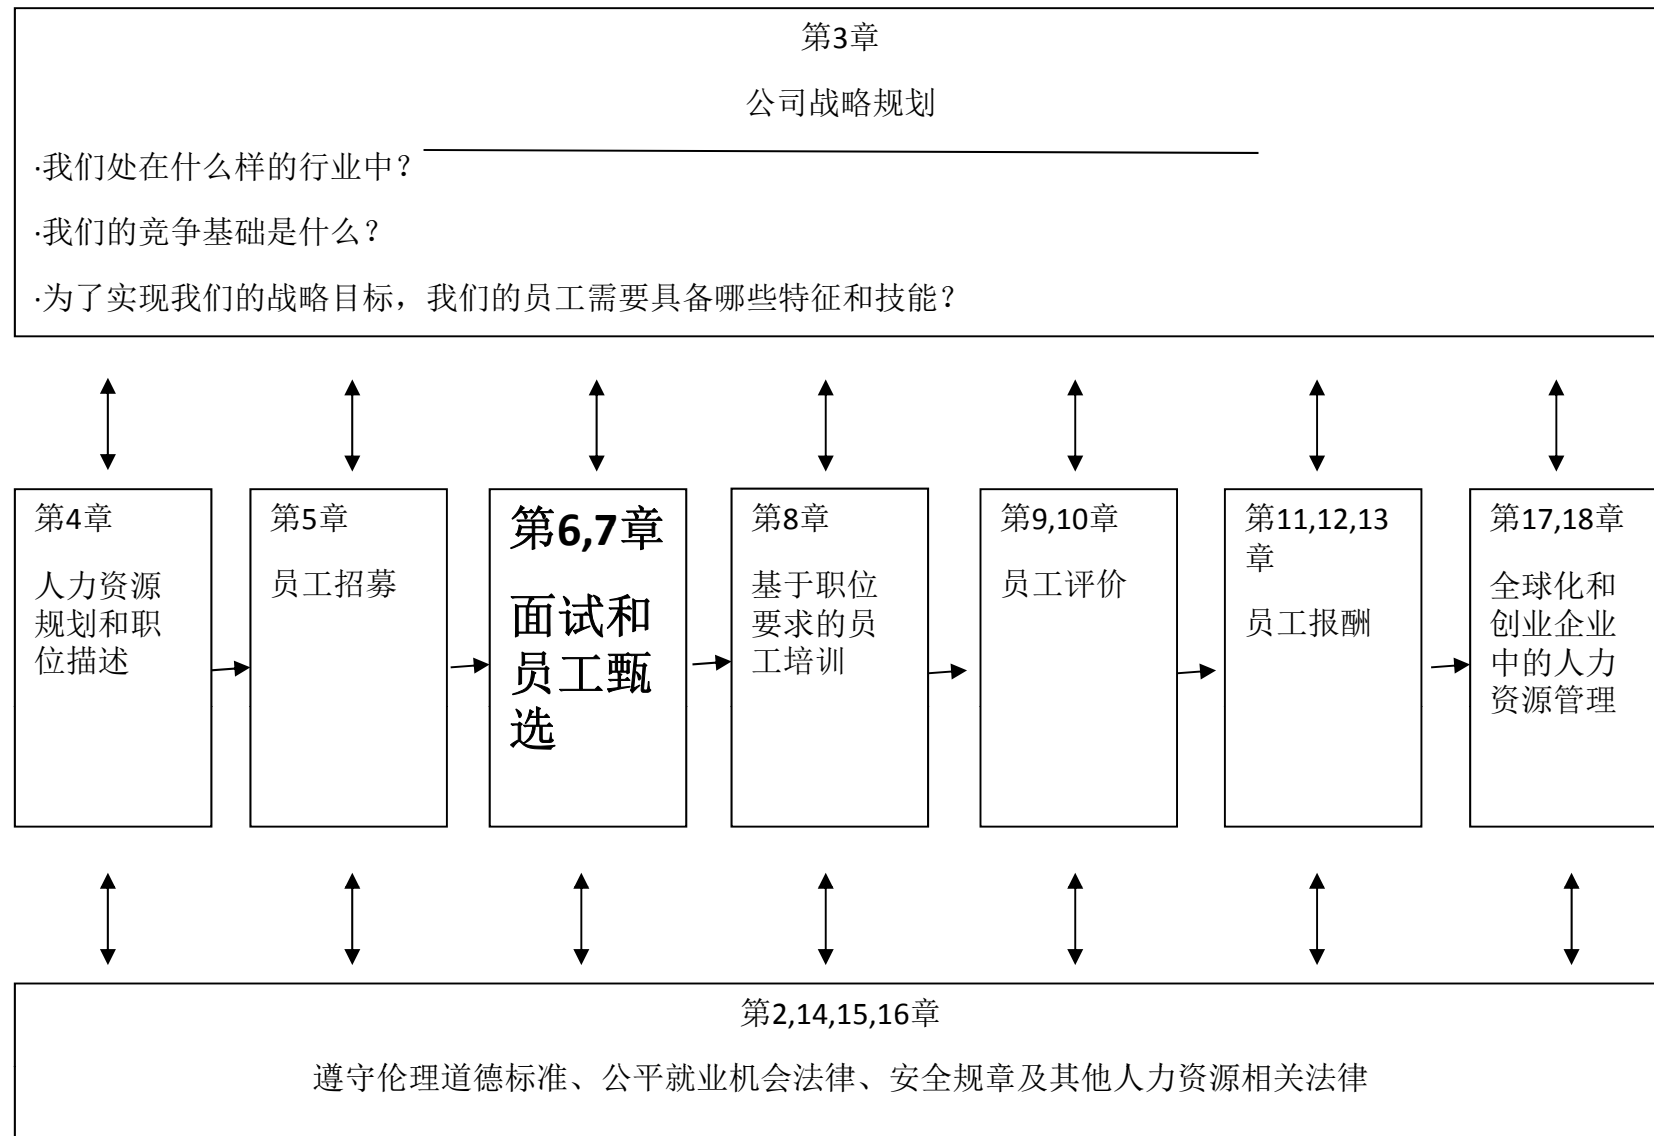 第3章
公司战略规划
·我们处在什么样的行业中？
·我们的竞争基础是什么？
·为了实现我们的战略目标，我们的员工需要具备哪些特征和技能？
第4章
人力资源
规划和职
位描述
第5章
员工招募
第6,7章
面试和
员工甄
选
第8章
基于职位
要求的员
工培训
第9,10章
员工评价
第11,12,13
章
员工报酬
第17,18章
全球化和
创业企业
中的人力
资源管理
第2,14,15,16章
遵守伦理道德标准、公平就业机会法律、安全规章及其他人力资源相关法律